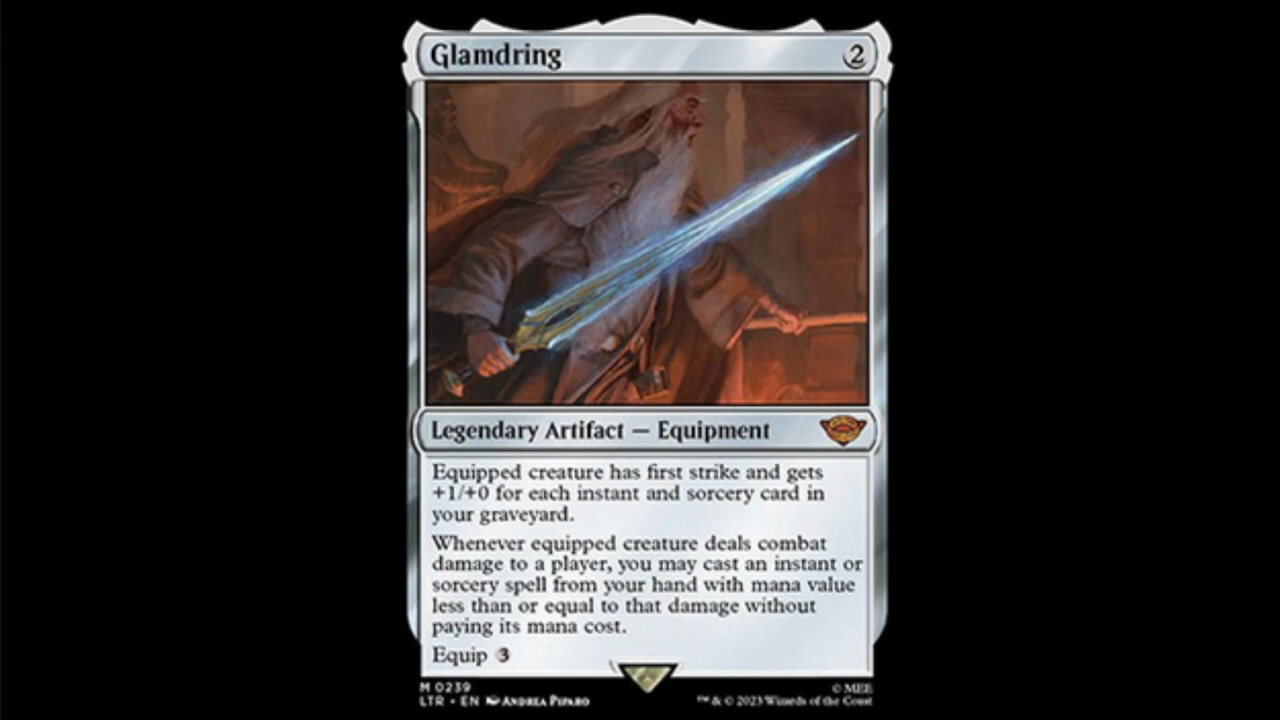 Glamdring 2
Legendary Artifact — Equipment
Equipped creature has first strike and gets
+1/+0 for each instant and sorcery card in
your graveyard.
Whenever equipped creature deals combat
damage to a player, you may cast an instant or
sorcery spell from your hand with mana value
less than or equal to that damage without
paying its mana cost.
Equip 3
M 0239 © MEE
LTR • EN ANDREA PIPARO ™ & © 2023 Wizards of the Coast